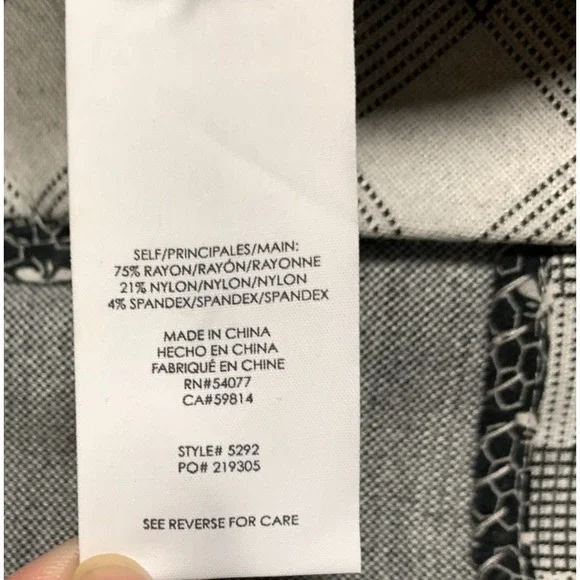 SELF/PRINCIPALES/MAIN:
75% RAYON/RAYÓN/RAYONNE
21% NYLON/NYLON/NYLON
4% SPANDEX/SPANDEX/SPANDEX
MADE IN CHINA
HECHO EN CHINA
FABRIQUÉ EN CHINE
RN#54077
CA#59814
STYLE# 5292
PO# 219305
SEE REVERSE FOR CARE